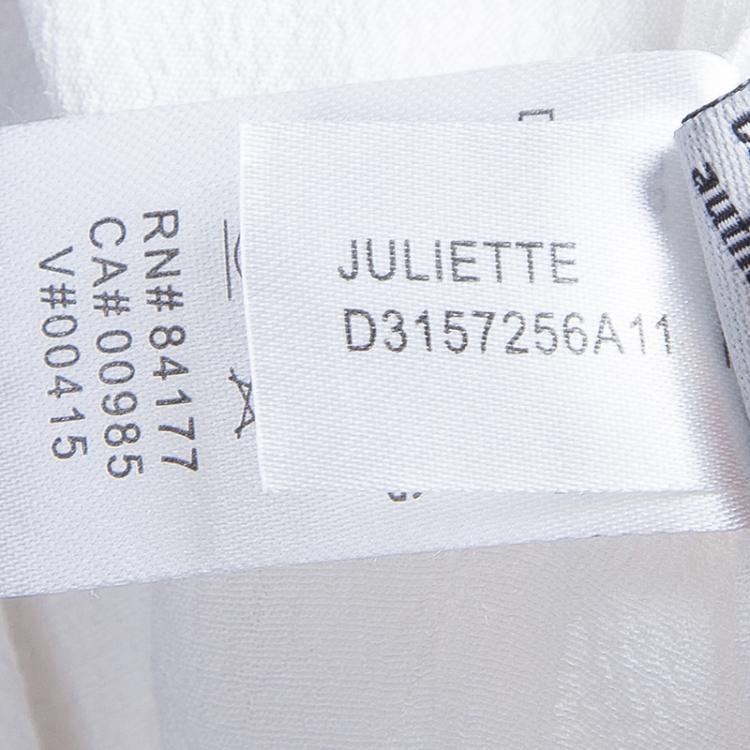 JULIETTE
D3157256A11
RN# 84177
CA# 00985
V#00415